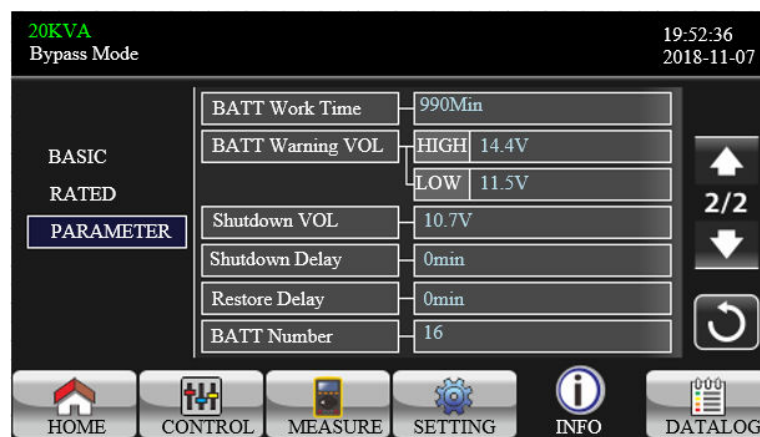 20KVA
19:52:36
Bypass Mode
2018-11-07
BATT Work Time
990Min
BATT Warning VOL
HIGH
14.4V
LOW
11.5V
BASIC
RATED
PARAMETER
Shutdown VOL
10.7V
Shutdown Delay
0min
Restore Delay
0min
BATT Number
16
2/2
HOME
CONTROL
MEASURE
SETTING
INFO
DATALOG